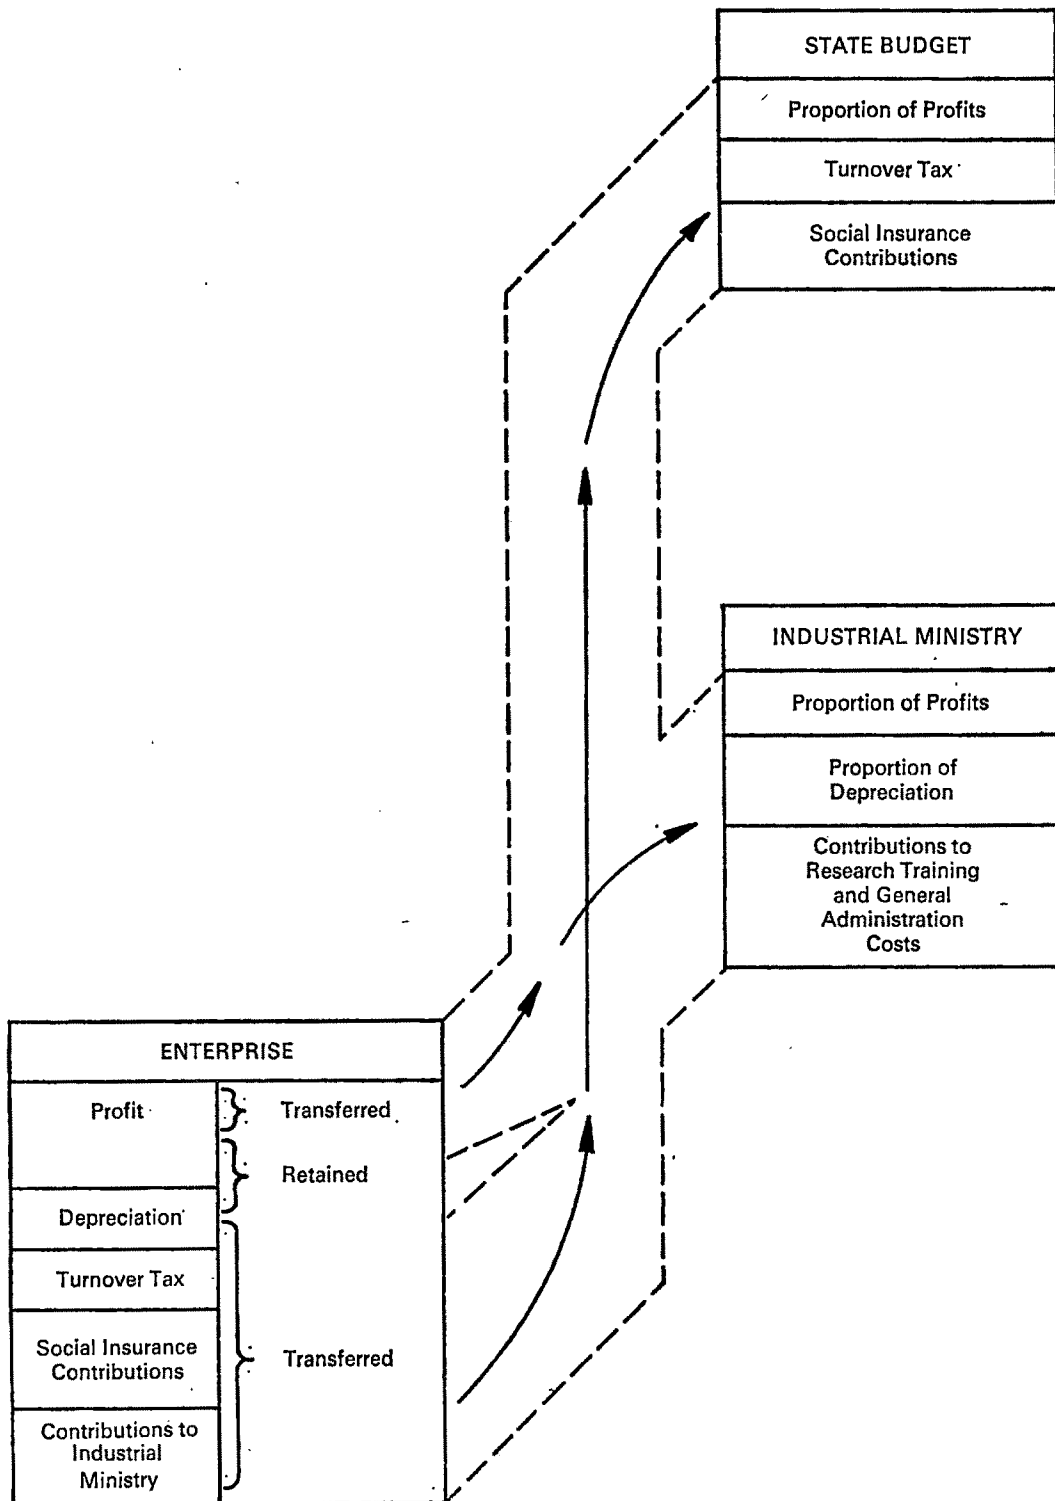 STATE BUDGET
Proportion of Profits
Turnover Tax
Social Insurance
Contributions
INDUSTRIAL MINISTRY
Proportion of Profits
Proportion of
Depreciation
Contributions to
Research Training
and General
Administration
Costs
ENTERPRISE
Profit
Transferred
Retained
Depreciation
Turnover Tax
Social Insurance
Contributions
Transferred
Contributions to
Industrial
Ministry